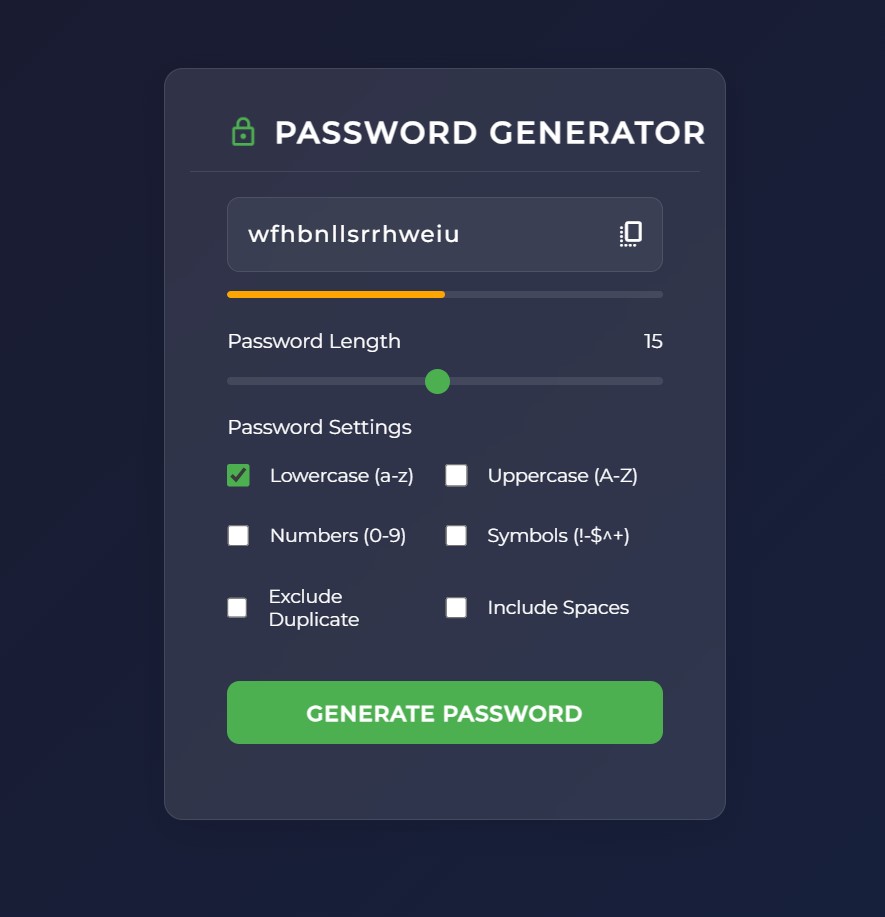 PASSWORD GENERATOR
wfhbnllsrrhweiu
Password Length 15
Password Settings
Lowercase (a-z) Uppercase (A-Z)
Numbers (0-9) Symbols (!-$^+)
Exclude
Duplicate
Include Spaces
GENERATE PASSWORD